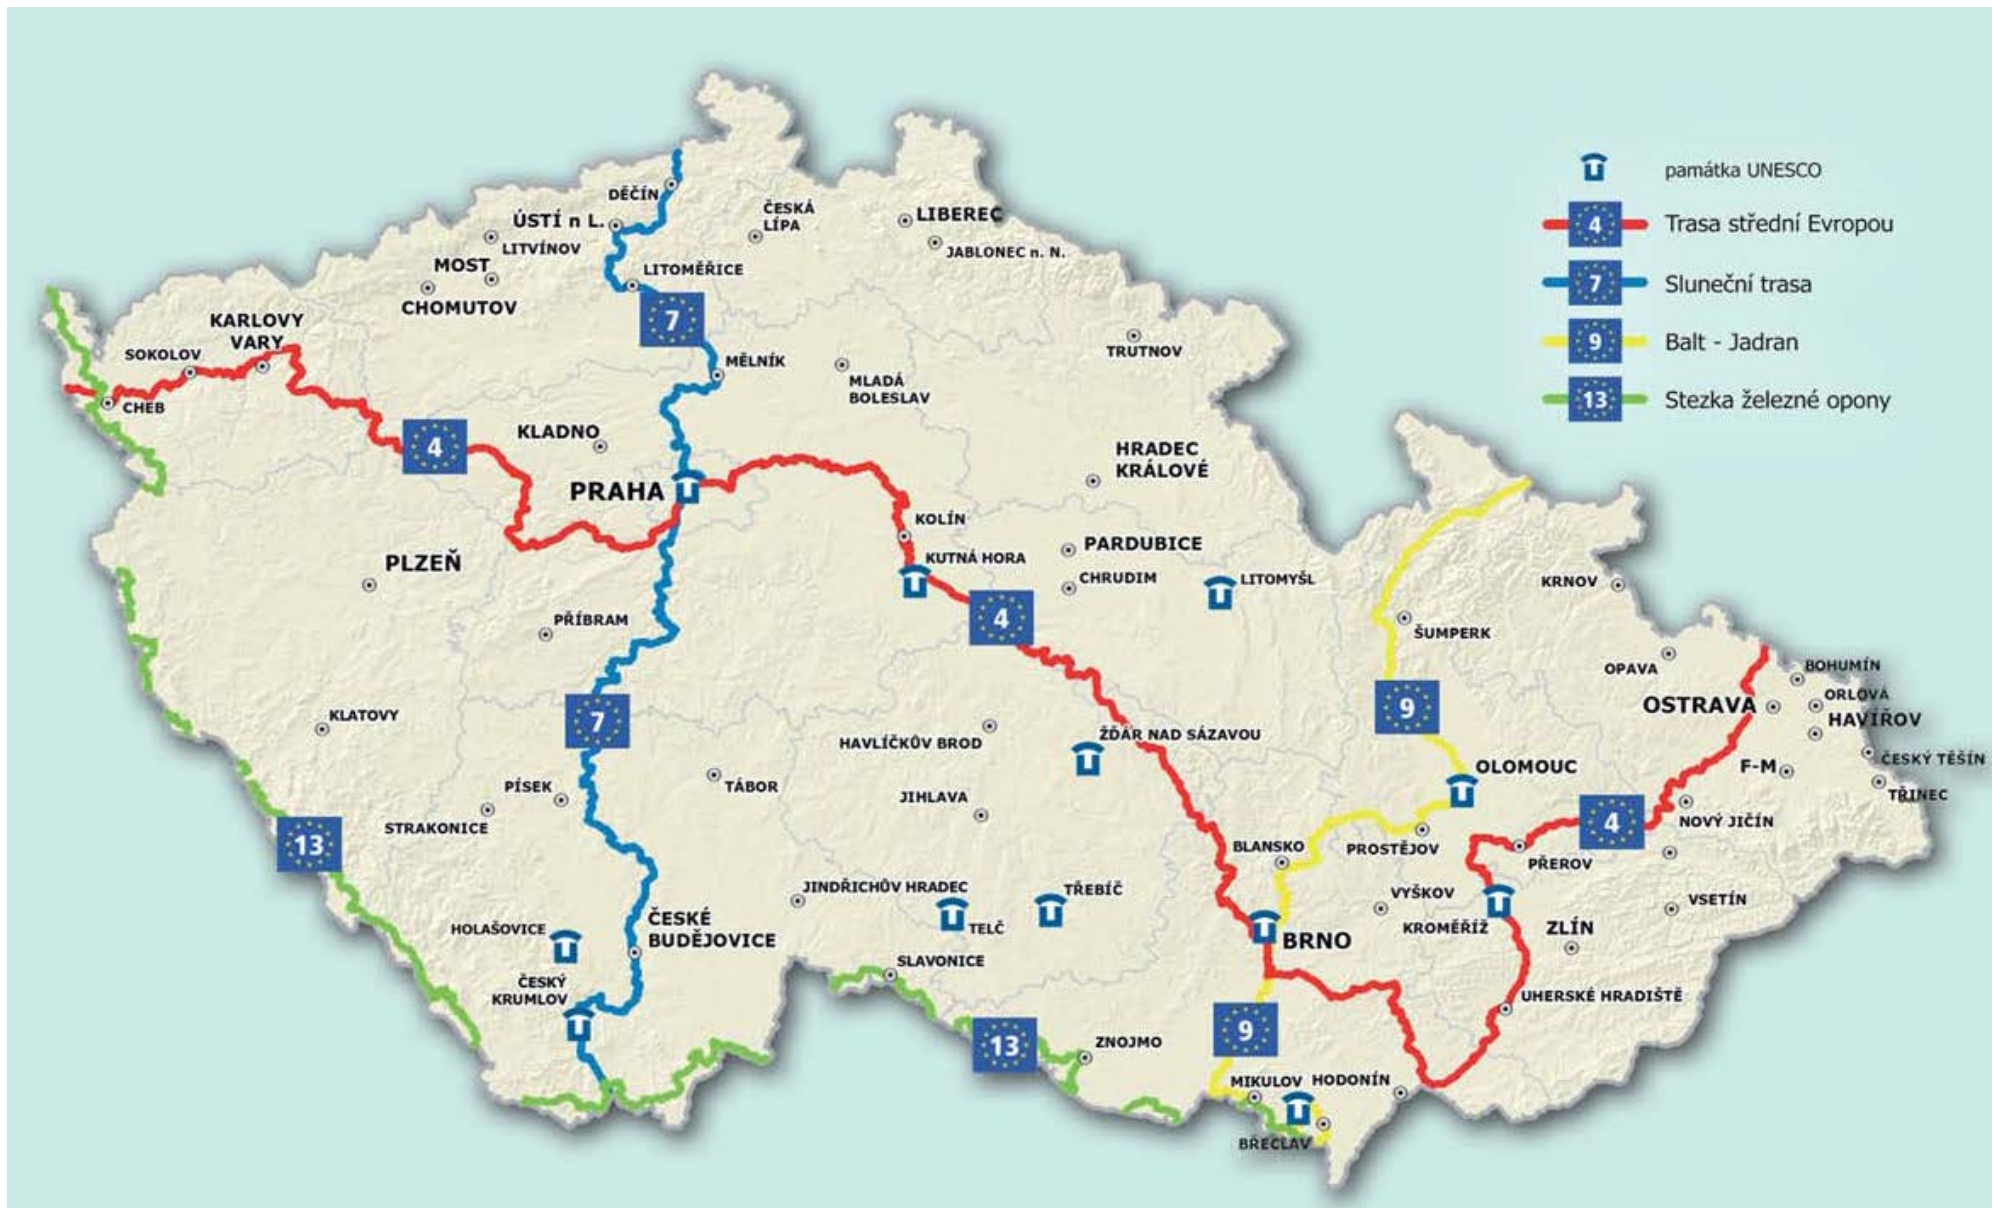 památka UNESCO
4 Trasa střední Evropou
7 Sluneční trasa
9 Balt - Jadran
13 Stezka železné opony
DĚČÍN
ÚSTÍ n L.
LITVÍNOV
MOST
CHOMUTOV
ČESKÁ
LÍPA
LIBEREC
JABLONEC n. N.
LITOMĚŘICE
7
KARLOVY
VARY
SOKOLOV
CHEB
MĚLNÍK
MLADÁ
BOLESLAV
TRUTNOV
4
KLADNO
PRAHA
HRADEC
KRÁLOVÉ
KOLÍN
KUTNÁ HORA
PARDUBICE
CHRUDIM
LITOMYŠL
KRNOV
PLZEŇ
PŘÍBRAM
4
ŠUMPERK
OPAVA
BOHUMÍN
ORLOVÁ
OSTRAVA
HAVÍŘOV
KLATOVY
7
HAVLÍČKŮV BROD
ŽĎÁR NAD SÁZAVOU
9
OLOMOUC
F-M
ČESKÝ TĚŠÍN
TŘINEC
PÍSEK
TÁBOR
JIHLAVA
STRAKONICE
13
BLANSKO
PROSTĚJOV
4
NOVÝ JIČÍN
PŘEROV
JINDŘICHŮV HRADEC
TELČ
TŘEBÍČ
VYŠKOV
KROMĚŘÍŽ
ZLÍN
VSETÍN
HOLAŠOVICE
ČESKÉ
BUDĚJOVICE
BRNO
ČESKÝ
KRUMLOV
SLAVONICE
UHERSKÉ HRADIŠTĚ
13
ZNOJMO
9
MIKULOV
HODONÍN
BŘECLAV